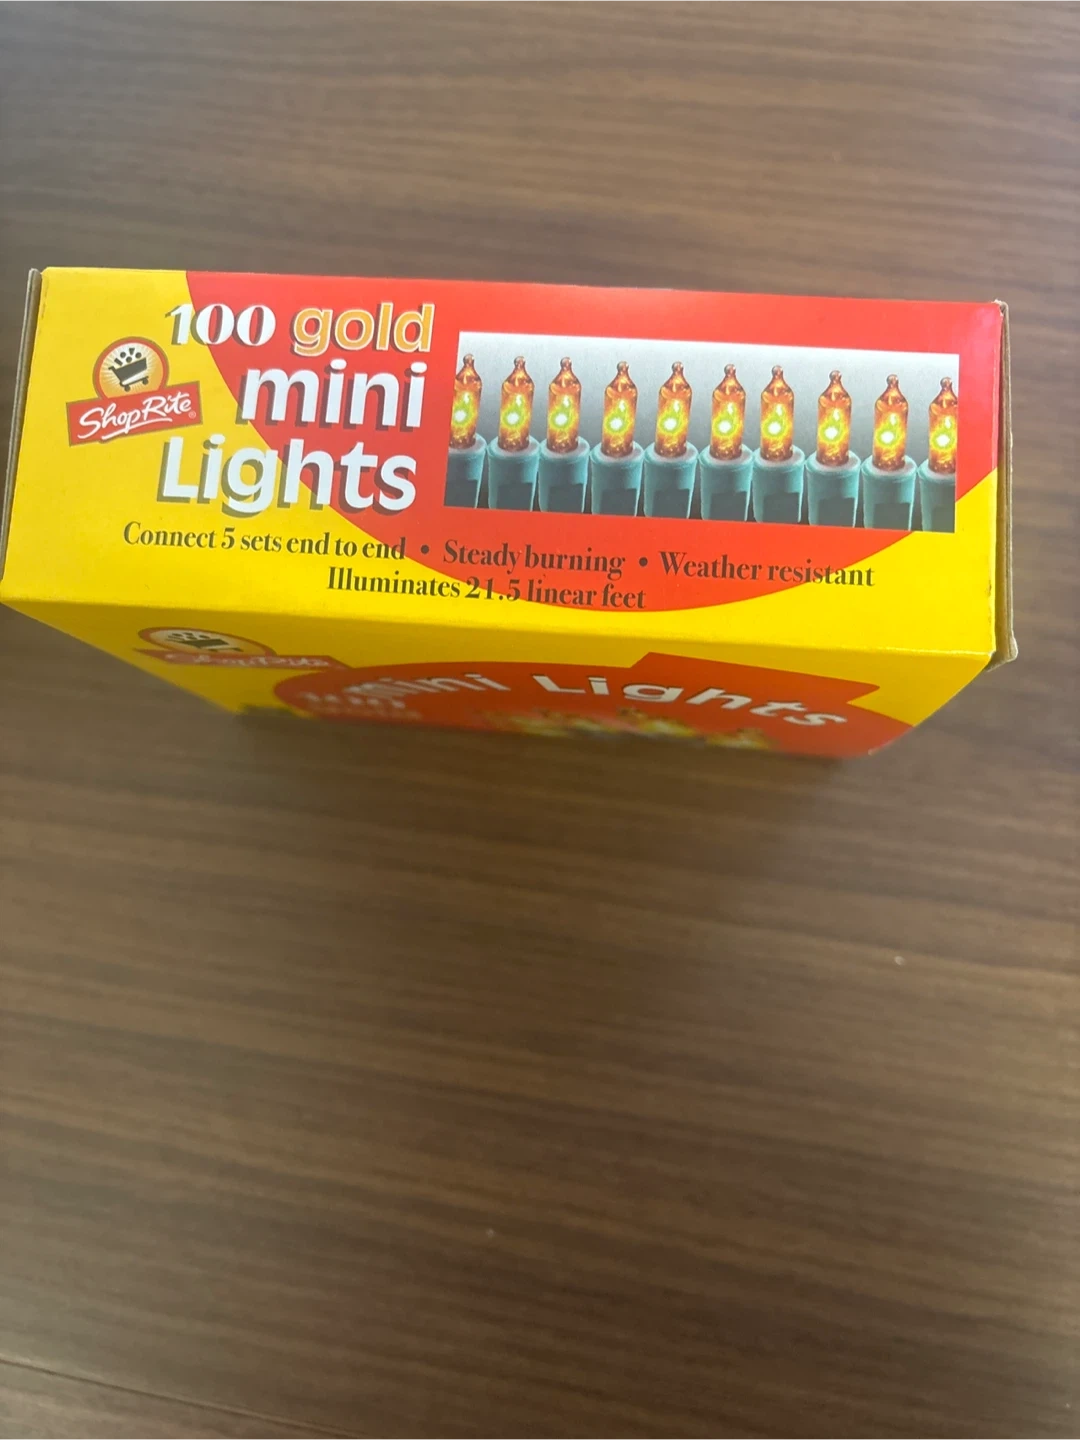 100 gold
mini
Lights
ShopRite®
Connect 5 sets end to end • Steady burning • Weather resistant
Illuminates 21.5 linear feet
ShopRite
mini Lights